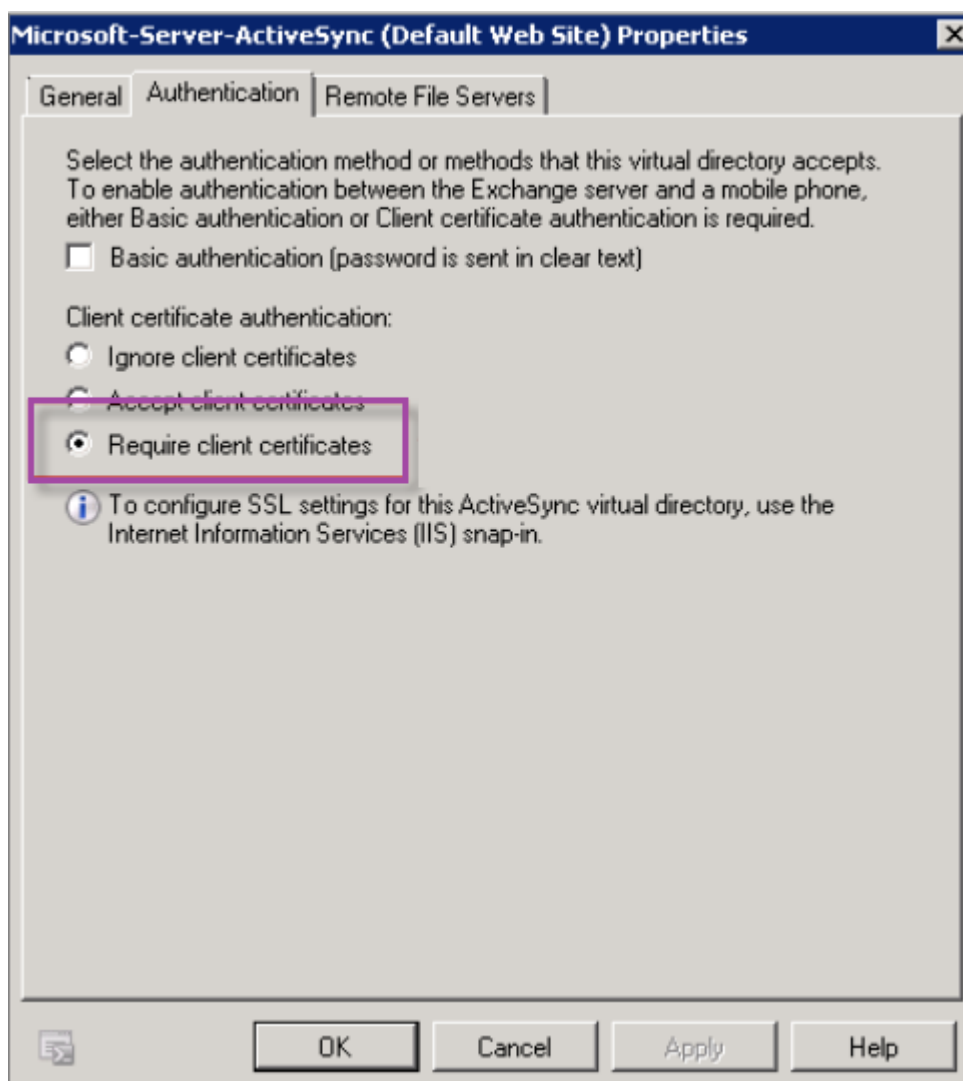 Microsoft-Server-ActiveSync (Default Web Site) Properties
General Authentication Remote File Servers
Select the authentication method or methods that this virtual directory accepts.
To enable authentication between the Exchange server and a mobile phone,
either Basic authentication or Client certificate authentication is required.
Basic authentication (password is sent in clear text)
Client certificate authentication:
Ignore client certificates
Accept client certificates
Require client certificates
To configure SSL settings for this ActiveSync virtual directory, use the
Internet Information Services (IIS) snap-in.
OK Cancel Apply Help